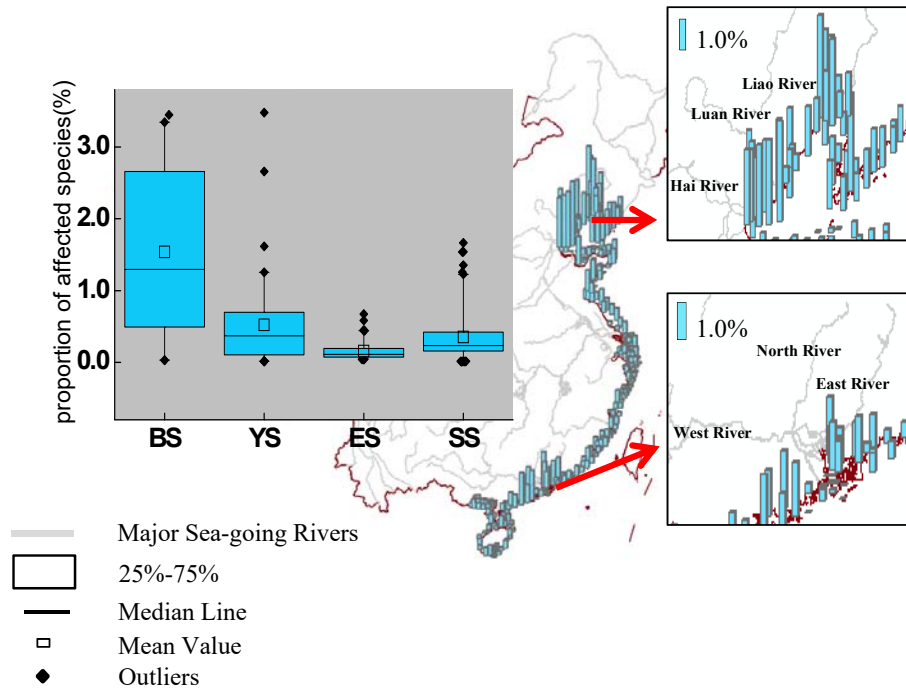 proportion of affected species(%)
3.0
2.0
1.0
0.0
BS YS ES SS
1.0%
Liao River
Luan River
Hai River
1.0%
North River
East River
West River
Major Sea-going Rivers
25%-75%
Median Line
Mean Value
Outliers